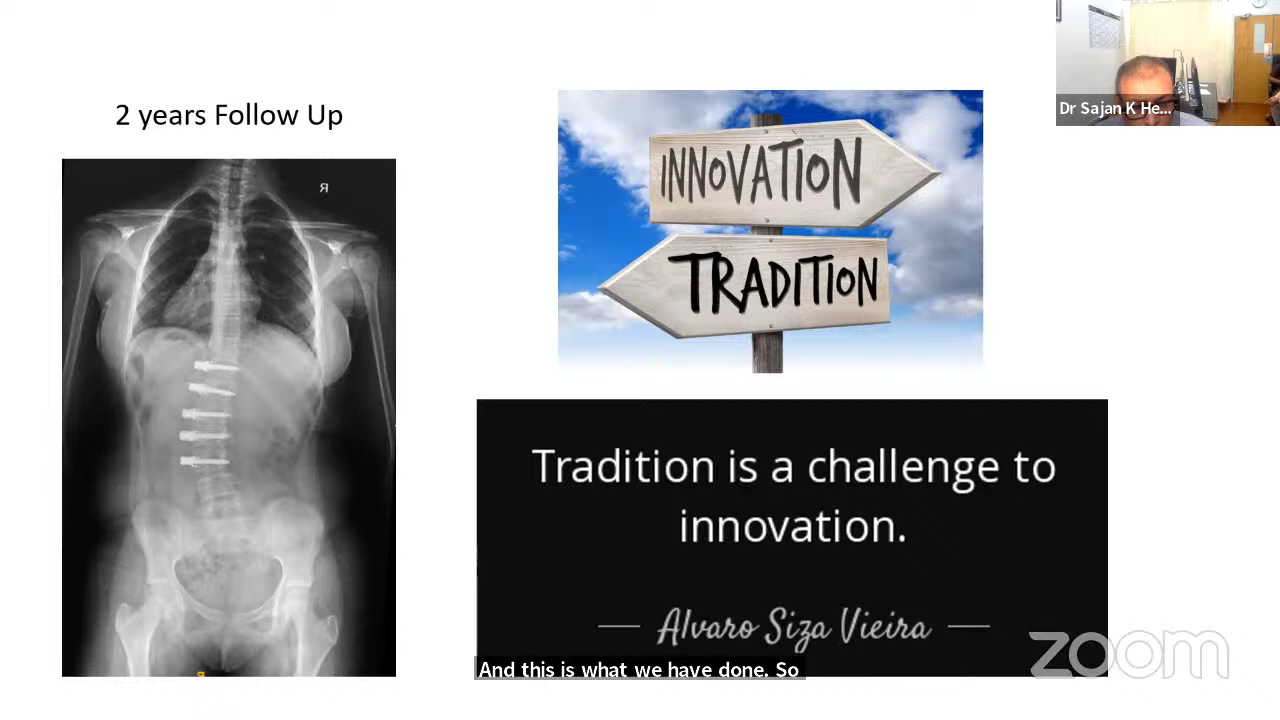 2 years Follow Up
Dr Sajan K He...
R
INNOVATION
TRADITION
Tradition is a challenge to
innovation.
Alvaro Siza Vieira
And this is what we have done. So
zoom